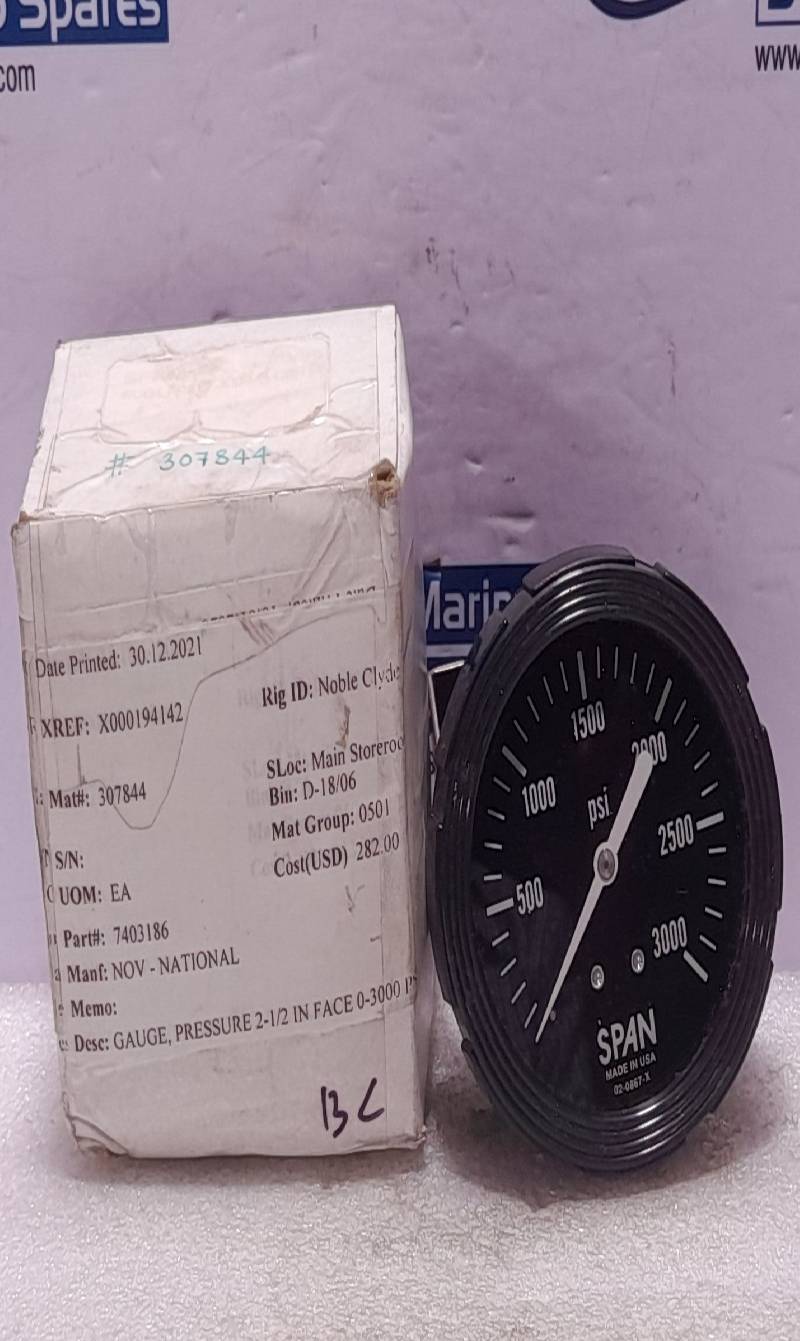 Spares
.com
www
# 307844
Date Printed: 30.12.2021
Rig ID: Noble Clyde
XREF: X000194142
SLoc: Main Storeroo
Mat#: 307844
Bin: D-18/06
Mat Group: 0501
S/N:
Cost(USD) 282.00
UOM: EA
Part#: 7403186
Manf: NOV - NATIONAL
Memo:
Desc: GAUGE, PRESSURE 2-1/2 IN FACE 0-3000
BC
Marin
500
1000
1500
2000
2500
3000
psi
SPAN
MADE IN USA
02-0867-X